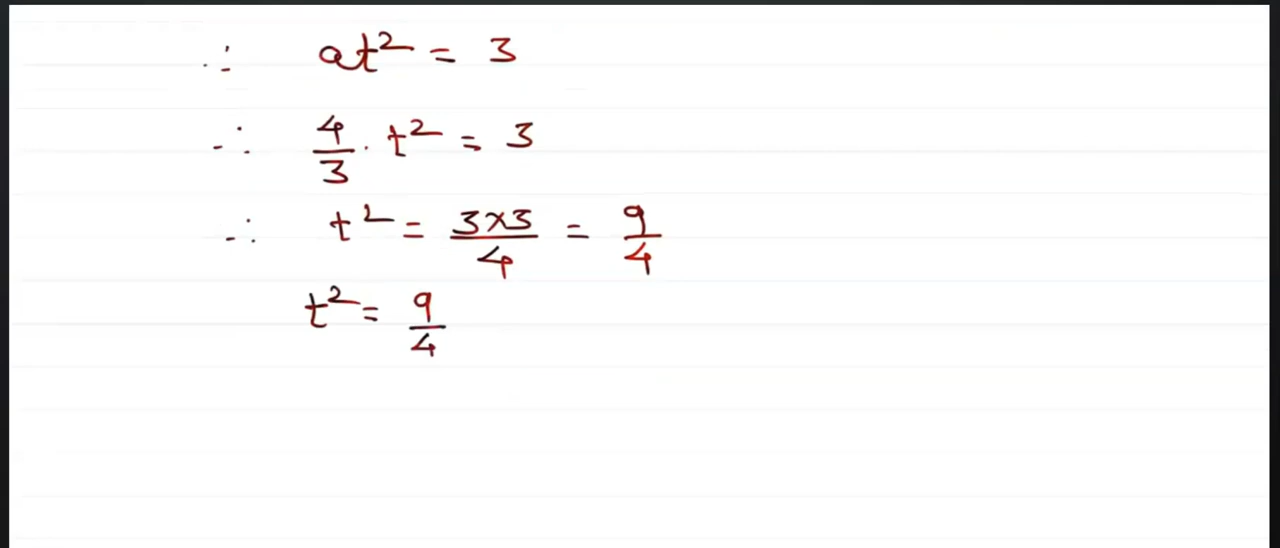 ∴ at² = 3
∴ 4/3 · t² = 3
∴ t² = 3×3/4 = 9/4
t² = 9/4